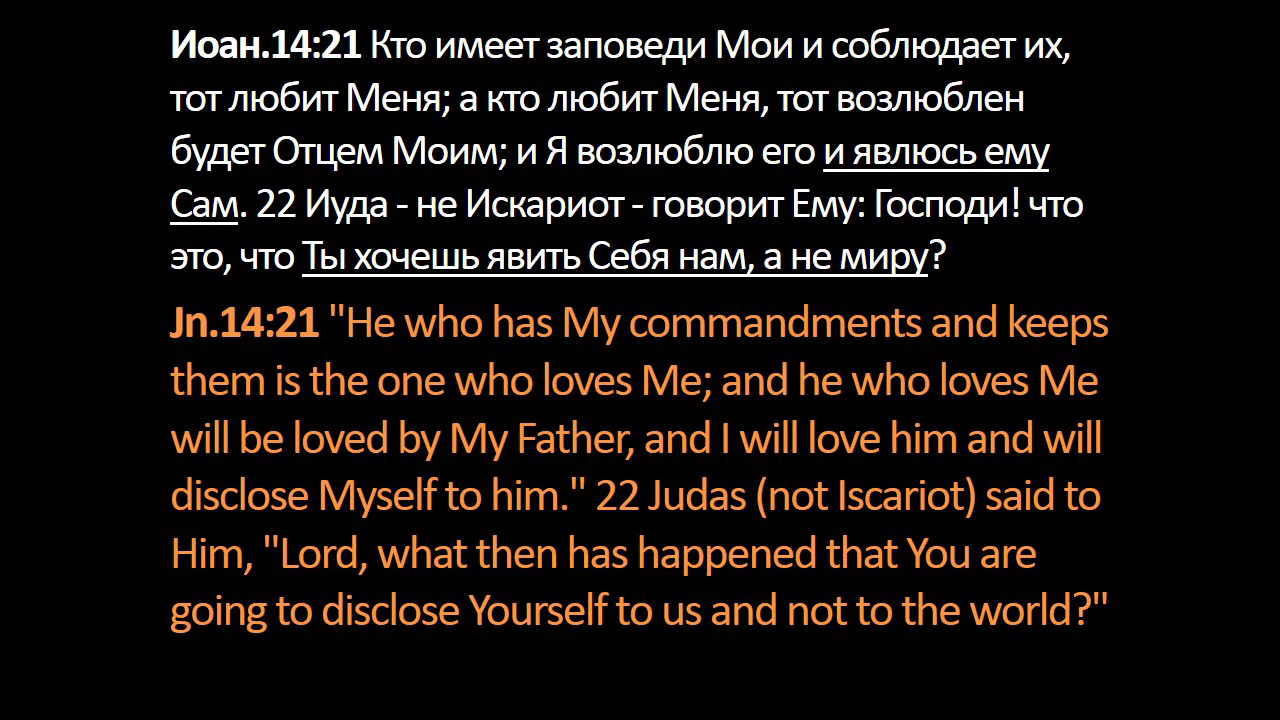 Иоан.14:21 Кто имеет заповеди Мои и соблюдает их,
тот любит Меня; а кто любит Меня, тот возлюблен
будет Отцем Моим; и Я возлюблю его и явлюсь ему
Сам. 22 Иуда - не Искариот - говорит Ему: Господи! что
это, что Ты хочешь явить Себя нам, а не миру?
Jn.14:21 "He who has My commandments and keeps
them is the one who loves Me; and he who loves Me
will be loved by My Father, and I will love him and will
disclose Myself to him." 22 Judas (not Iscariot) said to
Him, "Lord, what then has happened that You are
going to disclose Yourself to us and not to the world?"